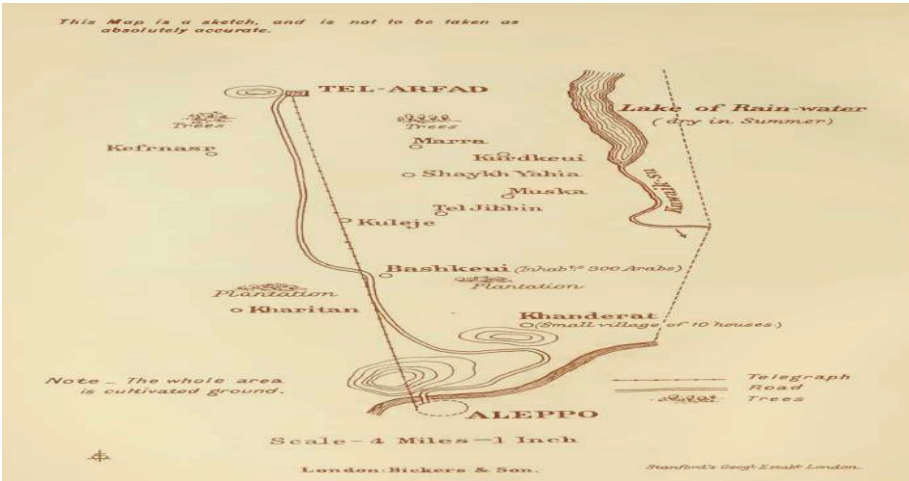 This Map is a sketch, and is not to be taken as
absolutely accurate.
TEL-ARFAD
Lake of Rain-water
(dry in Summer)
Trees
Trees
Marra
Kefrnasr
Kurdkeui
Shaykh Yahia
Muska
Kuwaik-su
Tel Jibbin
Kuleje
Bashkeui (Inhabts 300 Arabs)
Plantation
Plantation
Kharitan
Khanderat
(Small village of 10 houses)
Note – The whole area
is cultivated ground.
Telegraph
Road
Trees
ALEPPO
Scale – 4 Miles – 1 Inch
London: Bickers & Son.
Stanford's Geogl. Estabt. London.